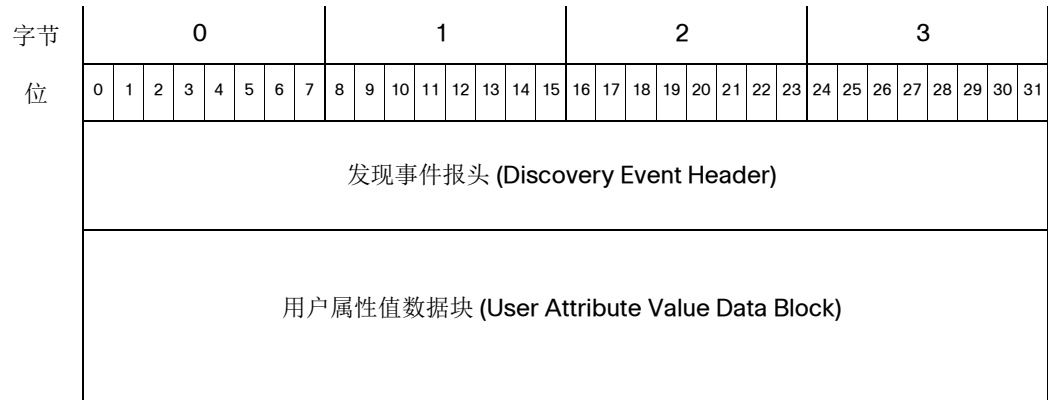 字节 0 1 2 3
位 0 1 2 3 4 5 6 7 8 9 10 11 12 13 14 15 16 17 18 19 20 21 22 23 24 25 26 27 28 29 30 31
发现事件报头 (Discovery Event Header)
用户属性值数据块 (User Attribute Value Data Block)